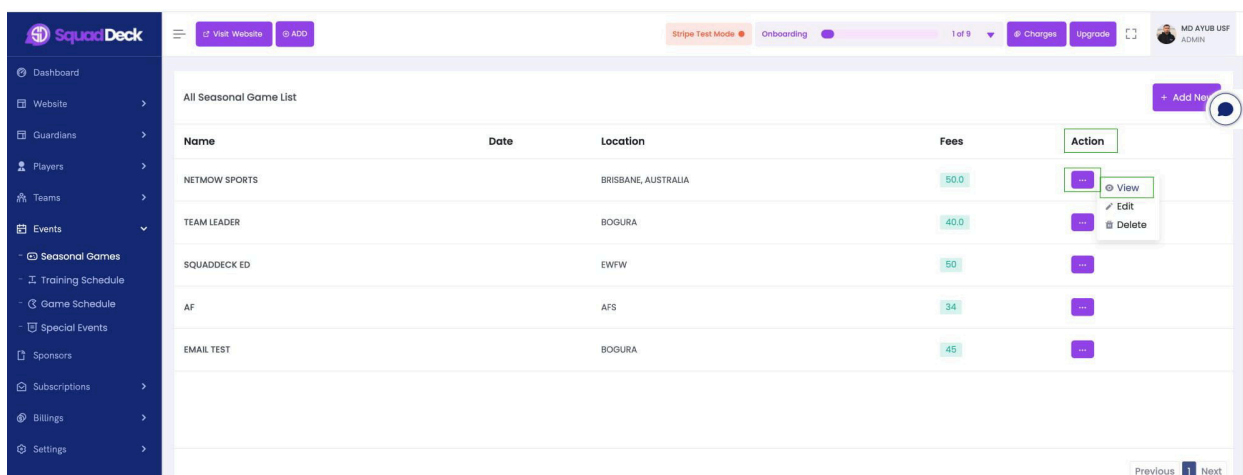 SquadDeck
Visit Website
ADD
Stripe Test Mode
Onboarding
1 of 9
Charges
Upgrade
MD AYUB USF
ADMIN
Dashboard
Website
Guardians
Players
Teams
Events
Seasonal Games
Training Schedule
Game Schedule
Special Events
Sponsors
Subscriptions
Billings
Settings
All Seasonal Game List
+ Add New
Name Date Location Fees Action
NETMOW SPORTS BRISBANE, AUSTRALIA 50.0 ...
View
Edit
Delete
TEAM LEADER BOGURA 40.0 ...
SQUADDECK ED EWFW 50 ...
AF AFS 34 ...
EMAIL TEST BOGURA 45 ...
Previous 1 Next